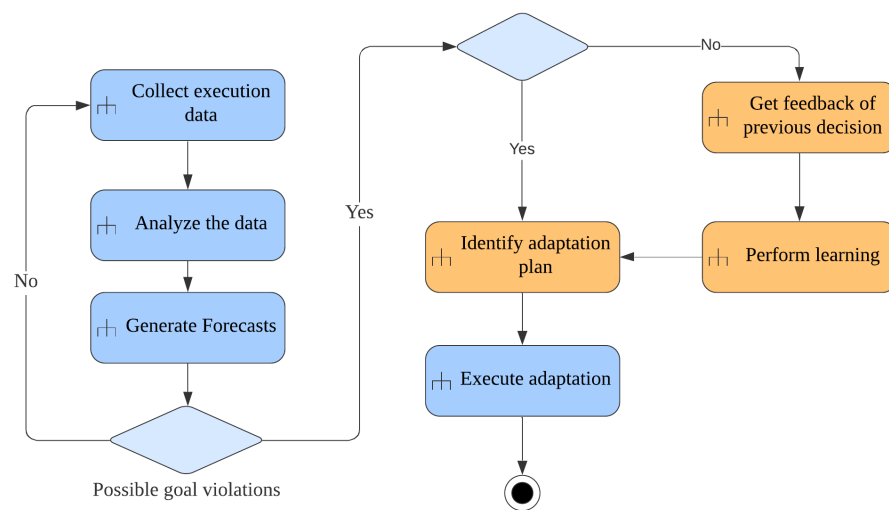 Collect execution
data
Analyze the data
Generate Forecasts
Possible goal violations
No
Yes
No
Yes
Get feedback of
previous decision
Perform learning
Identify adaptation
plan
Execute adaptation